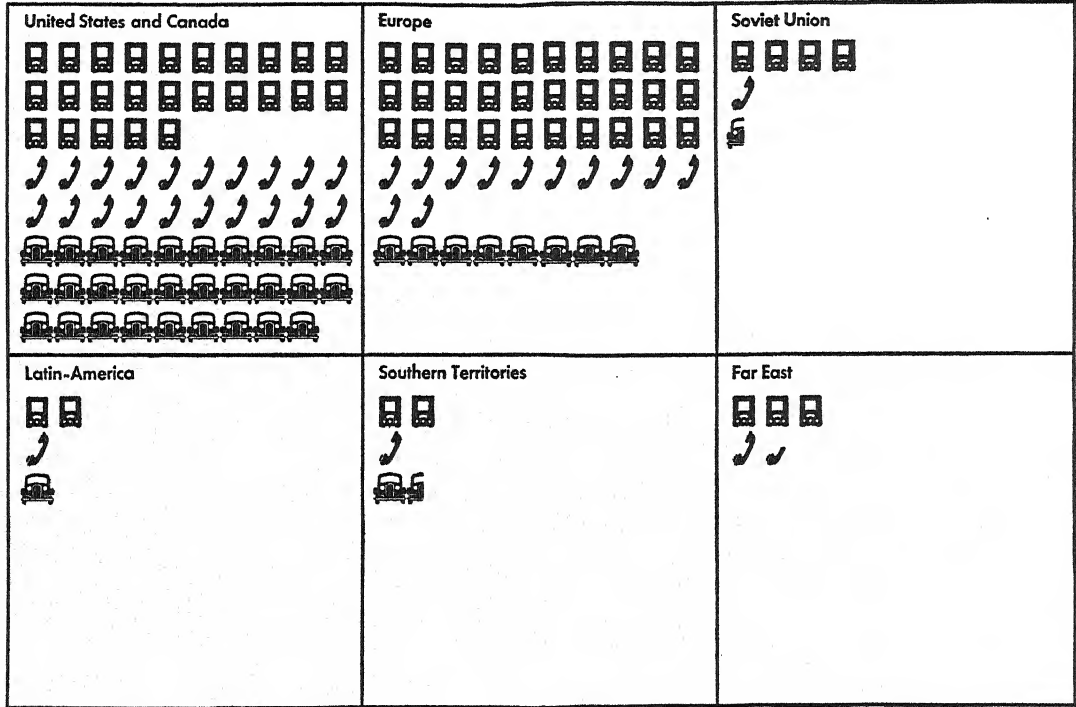 United States and Canada
Europe
Soviet Union
Latin-America
Southern Territories
Far East